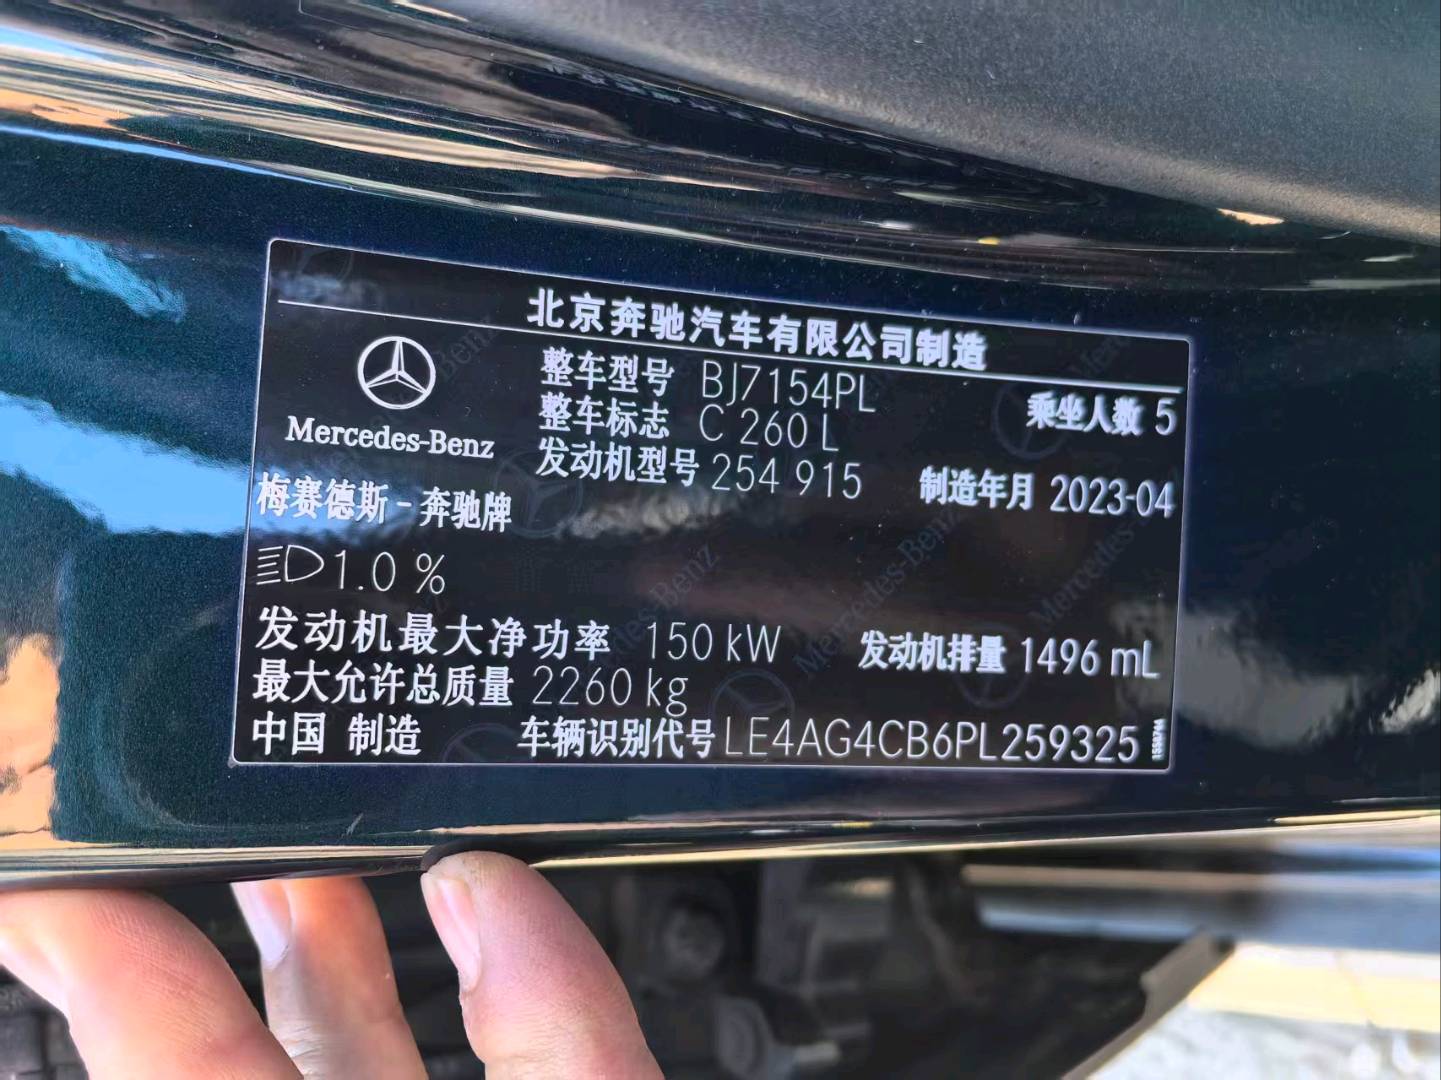 北京奔驰汽车有限公司制造
Mercedes-Benz
梅赛德斯-奔驰牌
整车型号 BJ7154PL
整车标志 C 260 L
发动机型号 254 915
乘坐人数 5
制造年月 2023-04
1.0 %
发动机最大净功率 150 kW
发动机排量 1496 mL
最大允许总质量 2260 kg
中国 制造
车辆识别代号 LE4AG4CB6PL259325